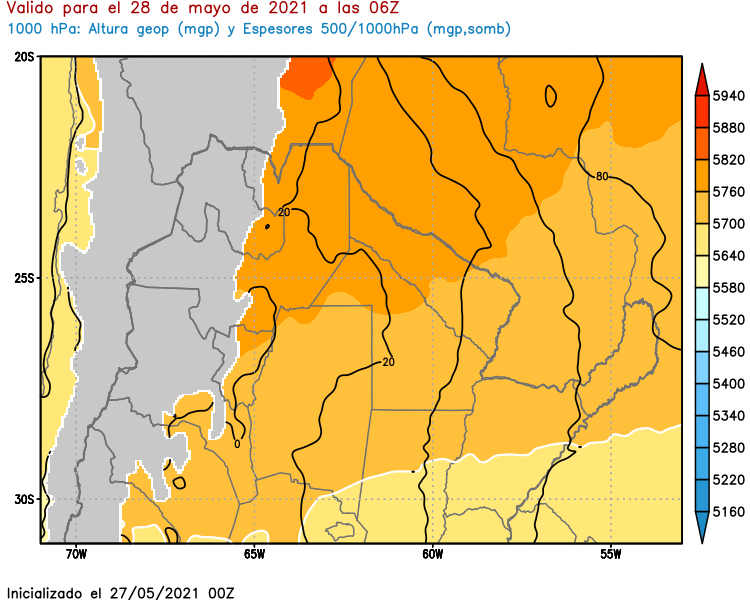 Valido para el 28 de mayo de 2021 a las 06Z
1000 hPa: Altura geop (mgp) y Espesores 500/1000hPa (mgp,somb)
20S
25S
30S
70W
65W
60W
55W
20
80
20
0
5940
5880
5820
5760
5700
5640
5580
5520
5460
5400
5340
5280
5220
5160
Inicializado el 27/05/2021 00Z